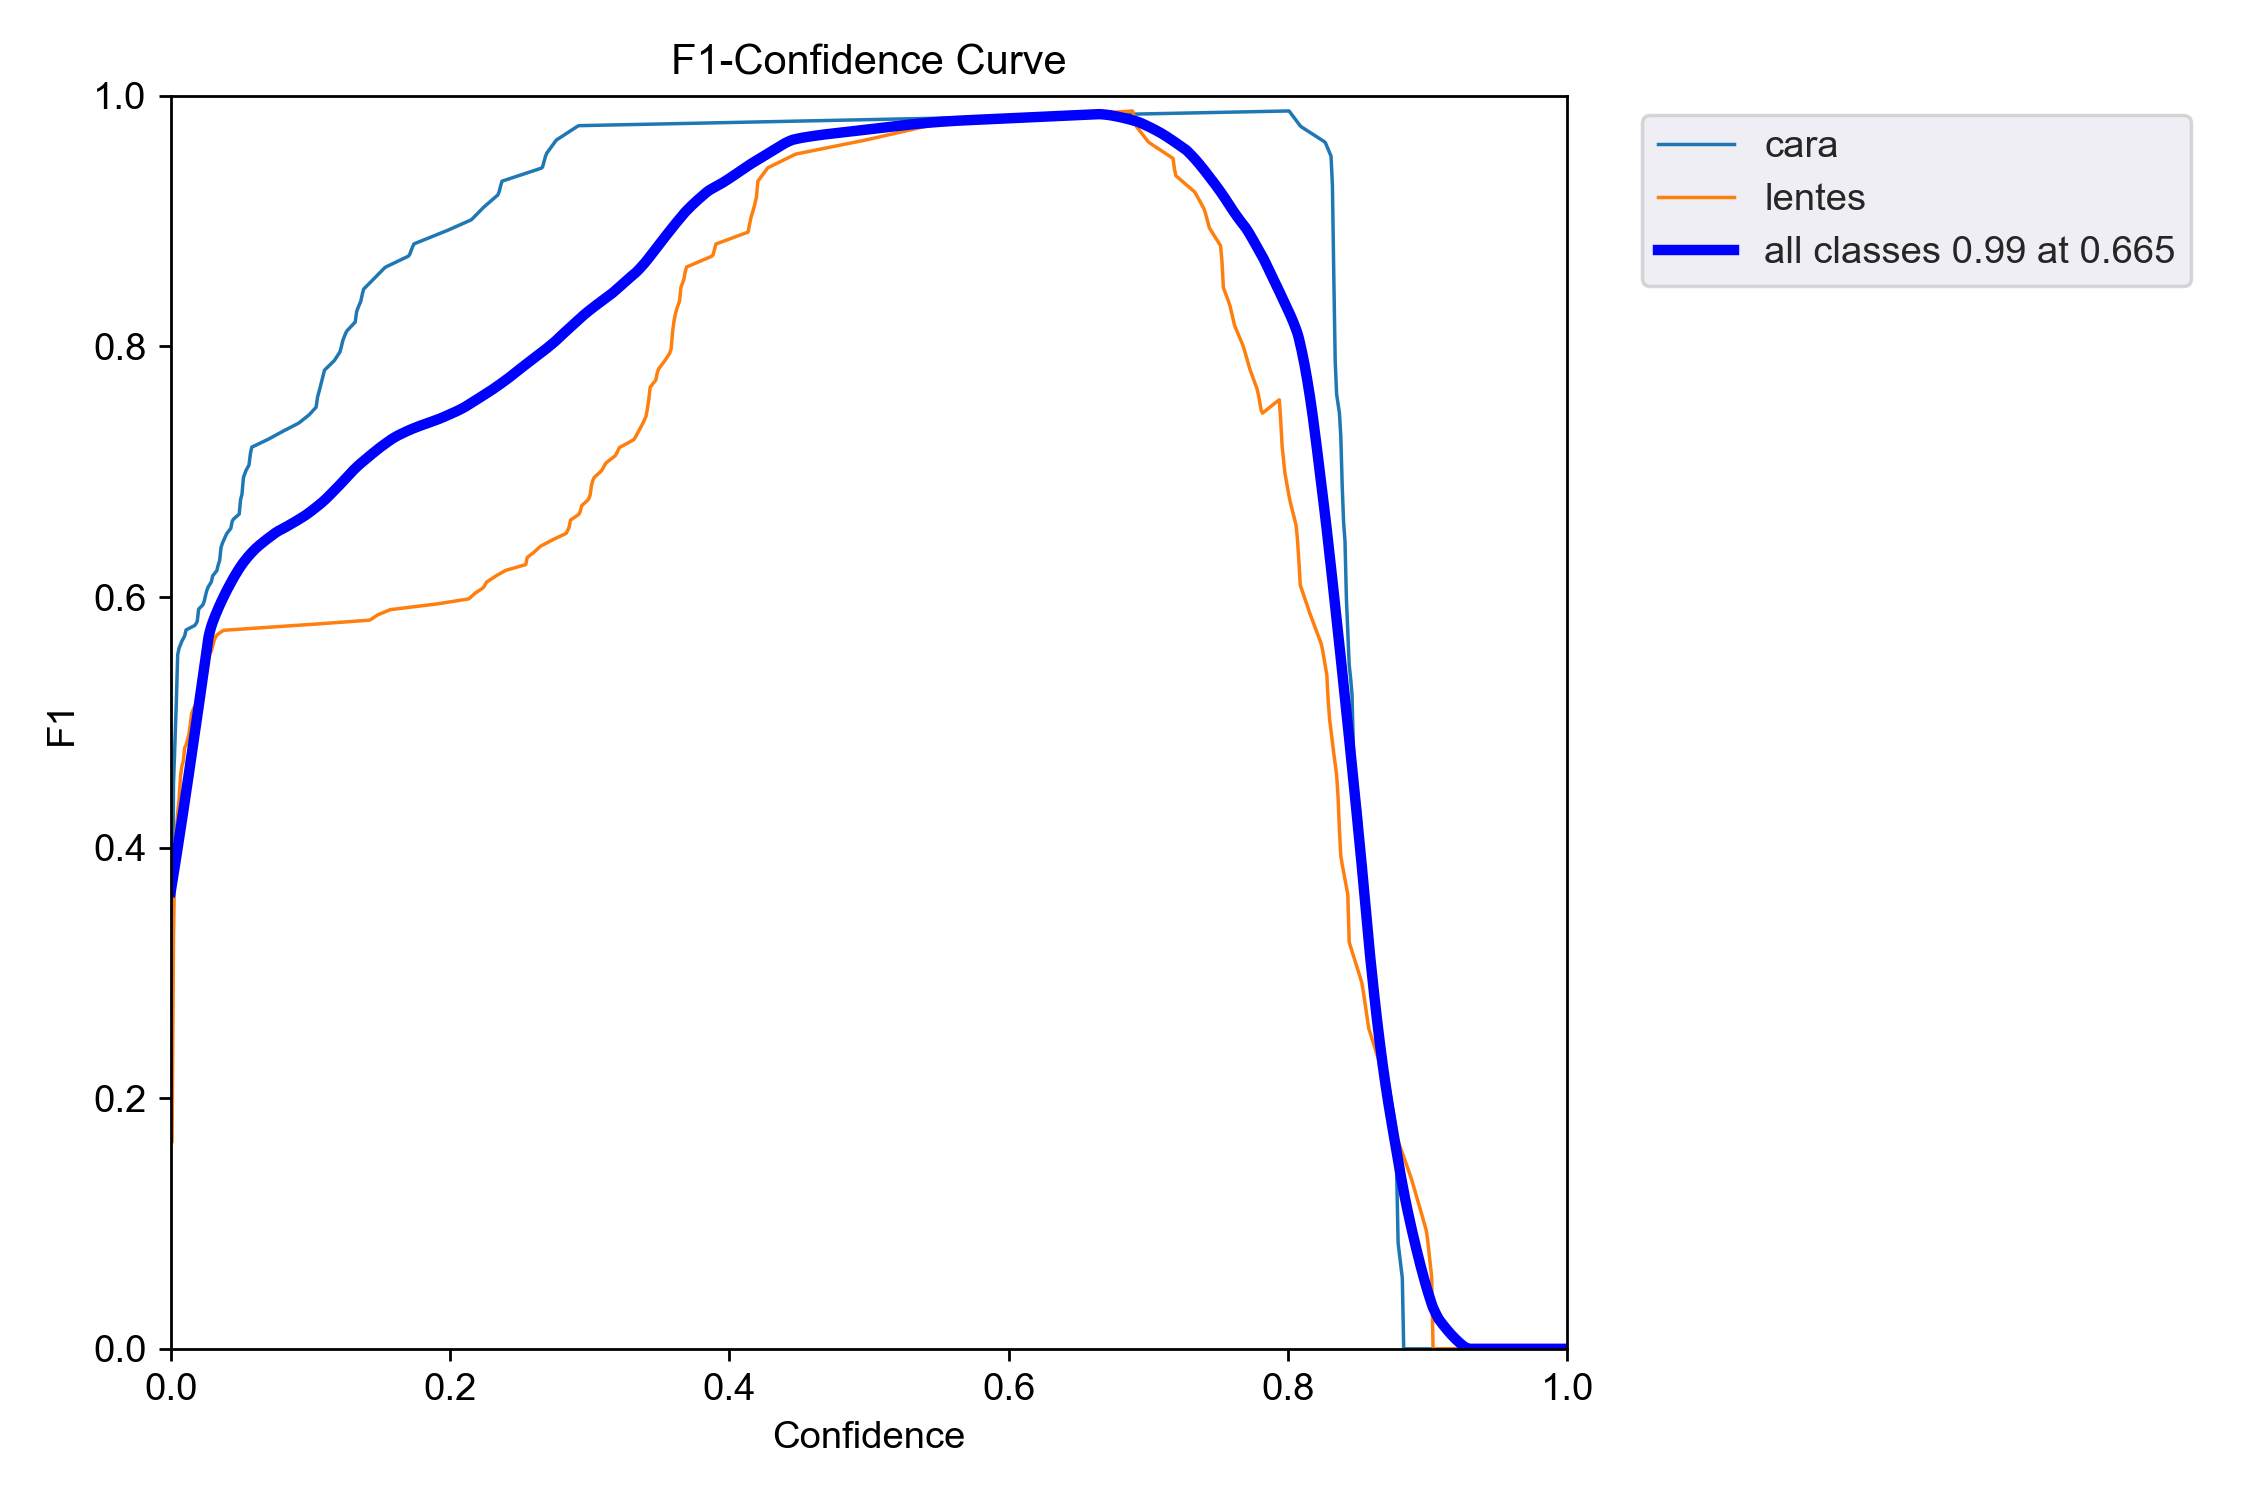 F1-Confidence Curve
1.0
0.8
0.6
0.4
0.2
0.0
F1
0.0 0.2 0.4 0.6 0.8 1.0
Confidence
cara
lentes
all classes 0.99 at 0.665